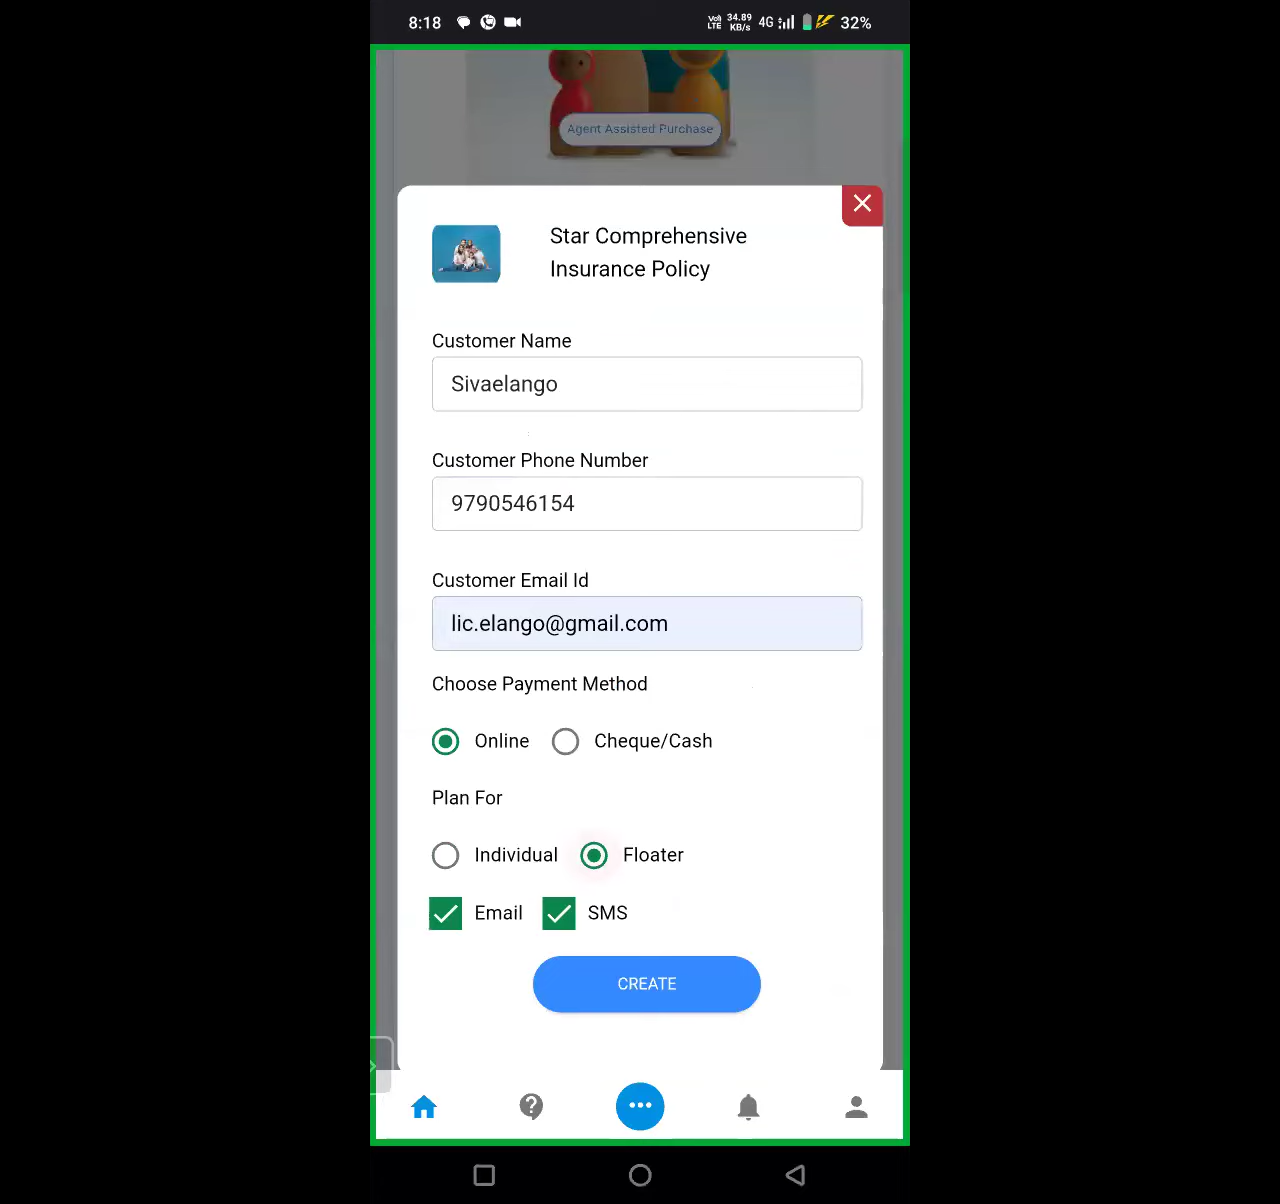 8:18
Vo) LTE 34.89 KB/s 4G 32%
Agent Assisted Purchase
Star Comprehensive
Insurance Policy
Customer Name
Sivaelango
Customer Phone Number
9790546154
Customer Email Id
lic.elango@gmail.com
Choose Payment Method
Online Cheque/Cash
Plan For
Individual Floater
Email SMS
CREATE